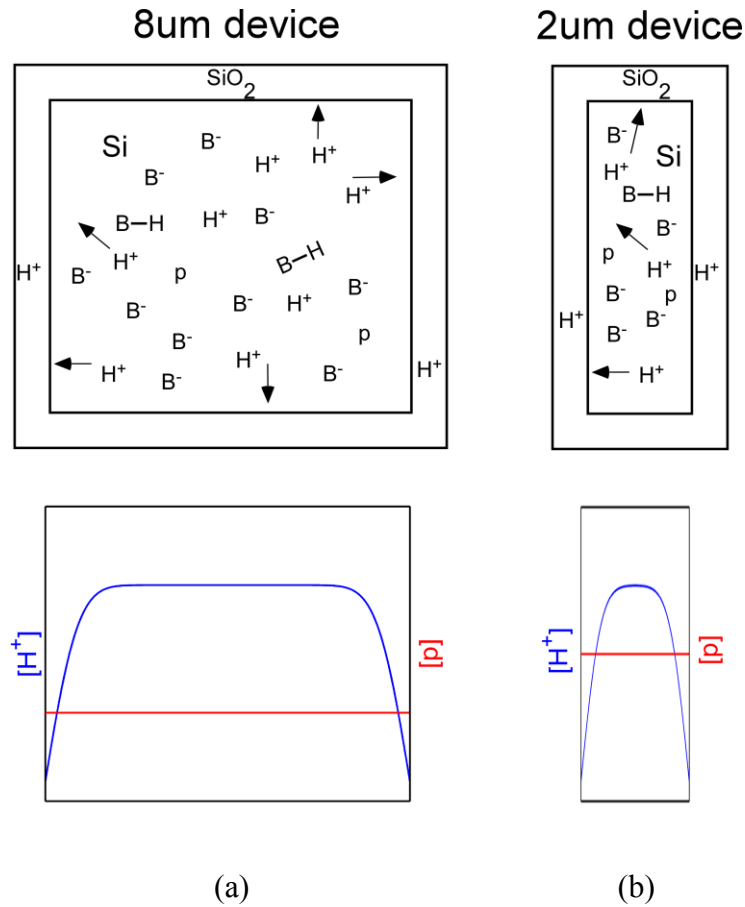 8um device
2um device
SiO2
SiO2
Si
B-
H+
H+
B-
H+
B-H
H+
B-
H+
B-H
H+
B-
p
B-
H+
B-
B-
B-
p
H+
H+
B-
B-
H+
B-
H+
Si
B-H
B-
p
H+
H+
B-
p
H+
B-
B-
H+
[H+]
[p]
[H+]
[p]
(a)
(b)